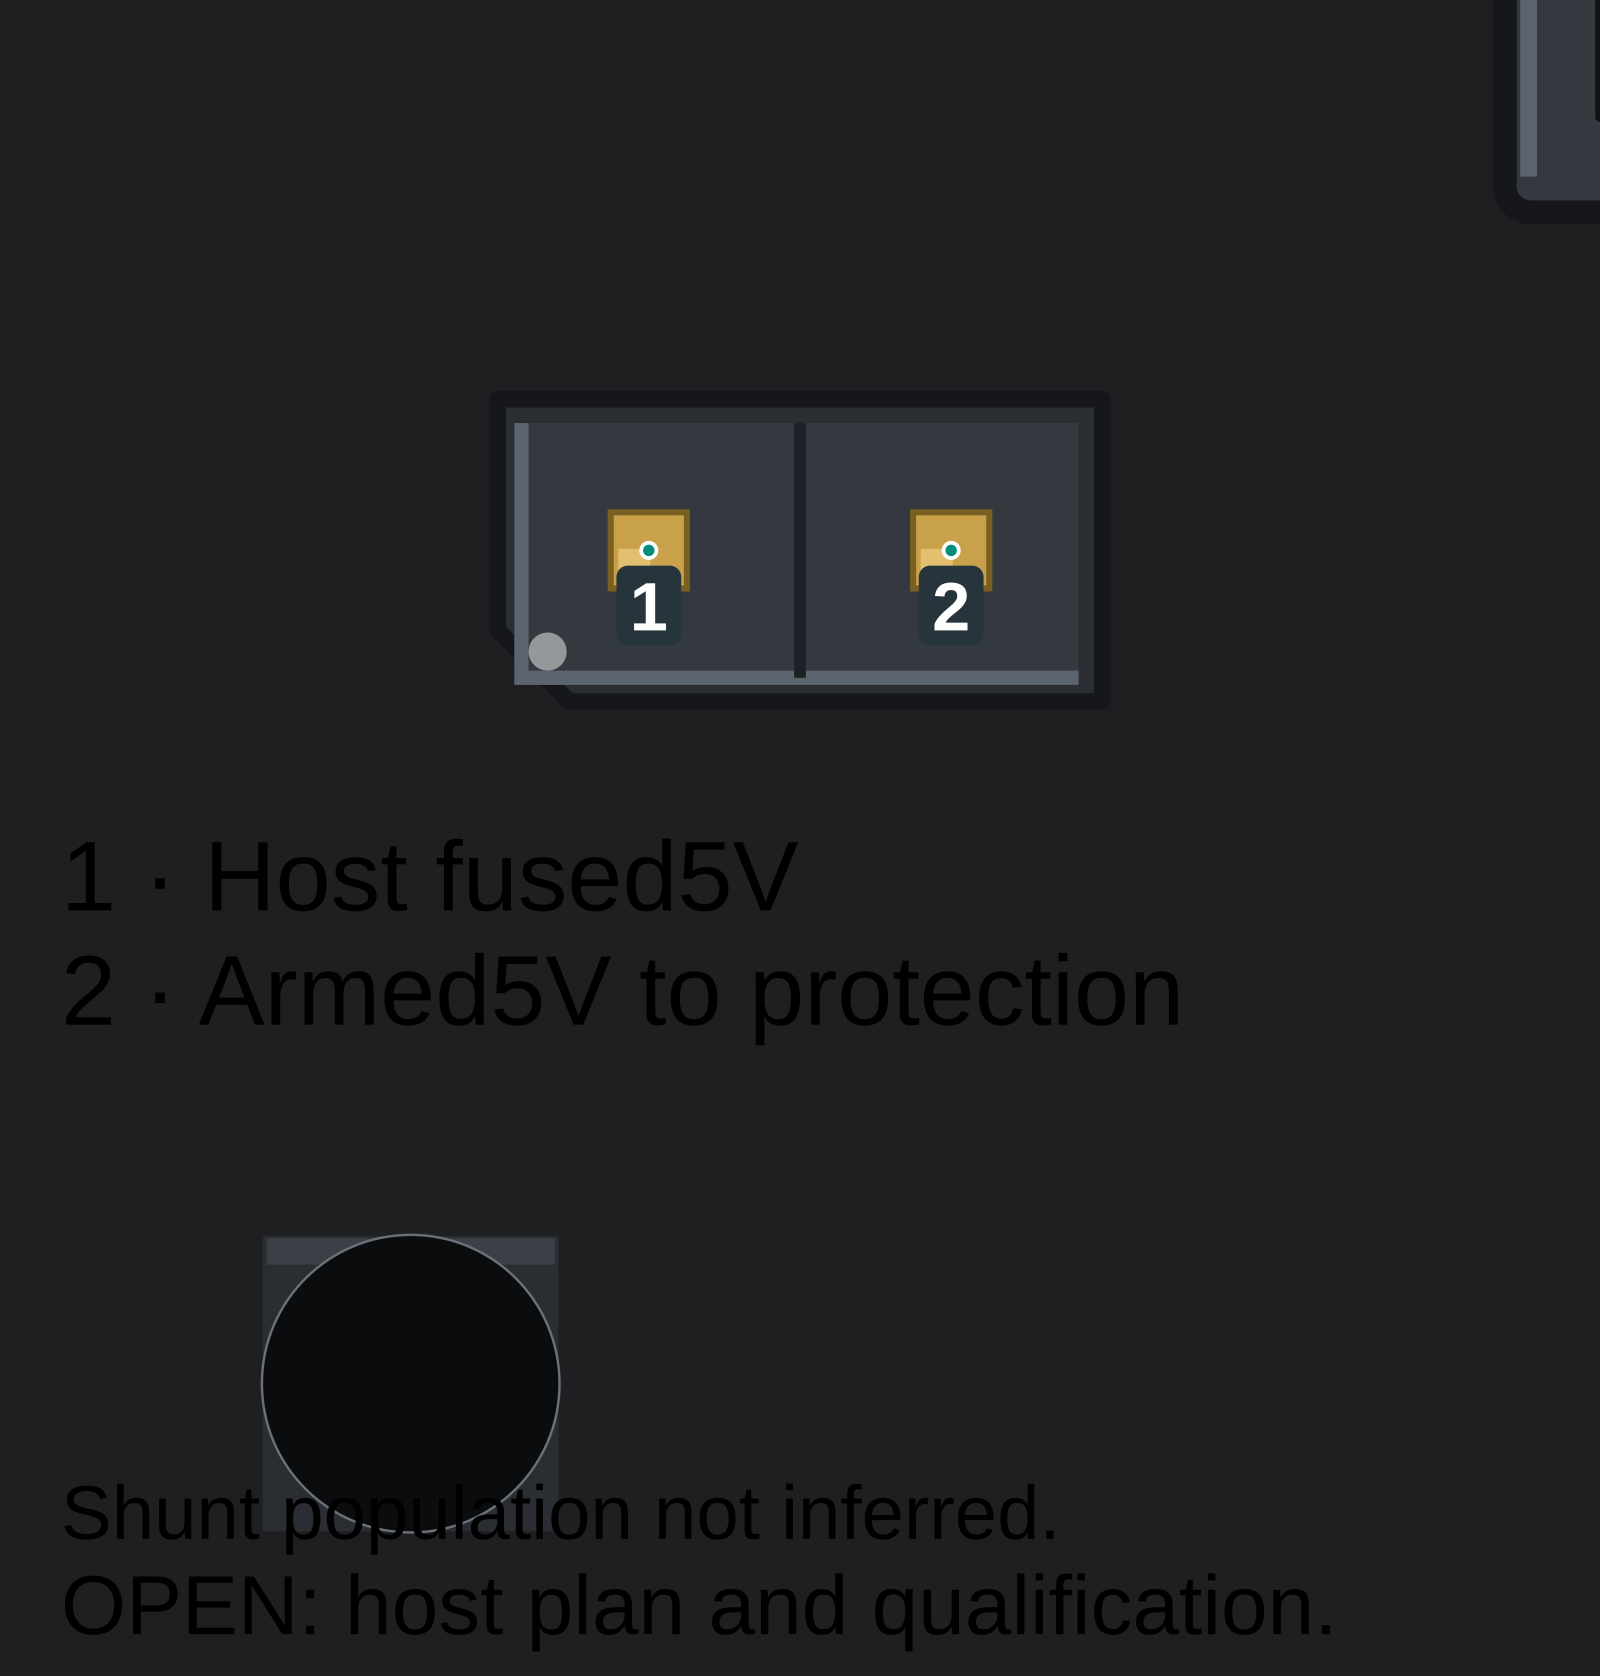 1 2
1 · Host fused5V
2 · Armed5V to protection
Shunt population not inferred.
OPEN: host plan and qualification.